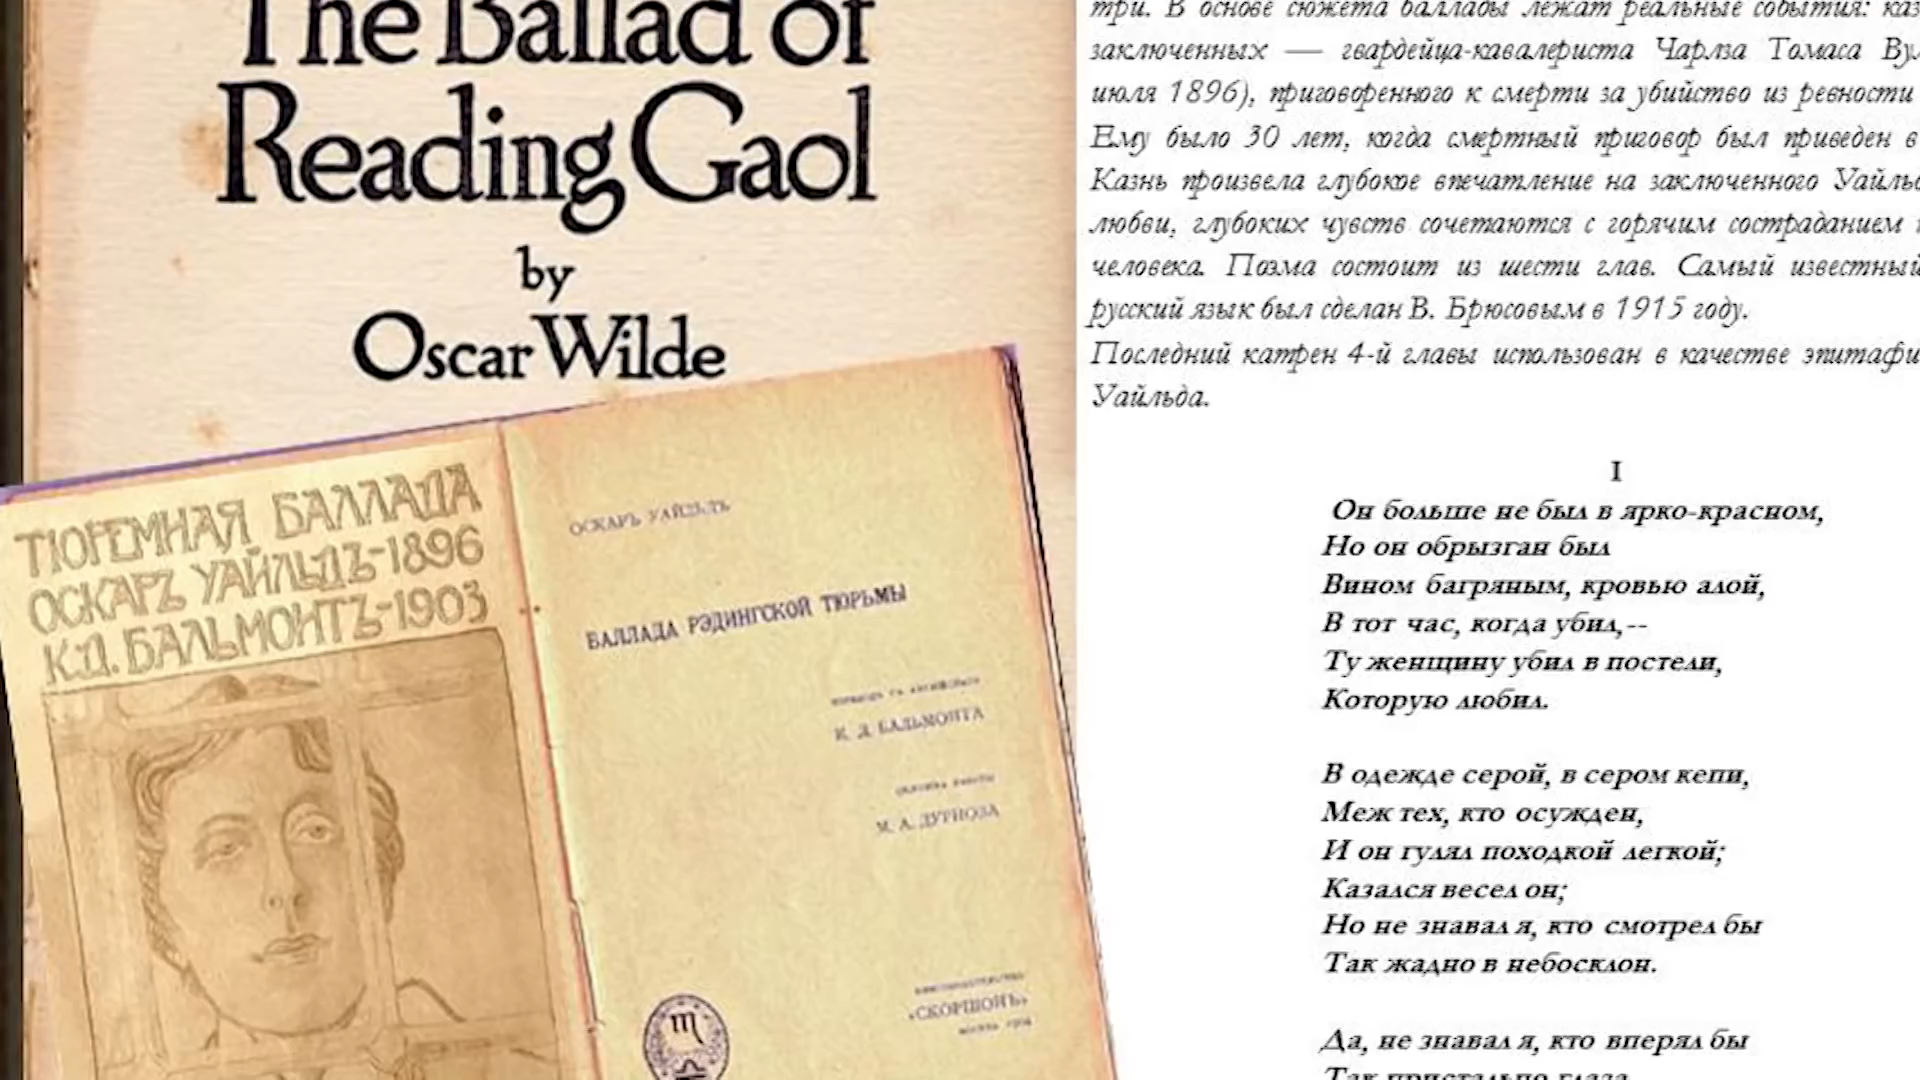 The Ballad of
Reading Gaol
by
Oscar Wilde
ТЮРЕМНАЯ БАЛЛАДА
ОСКАРЪ УАЙЛЬДЪ-1896
К.Д. БАЛЬМОНТЪ-1903
ОСКАРЪ УАЙЛЬДЪ
БАЛЛАДА РЭДИНГСКОЙ ТЮРЬМЫ
К. Д. БАЛЬМОНТА
М. А. ДУРНОВА
«СКОРПІОНЪ»
три. В основе сюжета баллады лежат реальные события: каз
заключенных — гвардейца-кавалериста Чарлза Томаса Ву
июля 1896), приговоренного к смерти за убийство из ревности
Ему было 30 лет, когда смертный приговор был приведен в
Казнь произвела глубокое впечатление на заключенного Уайль
любви, глубоких чувств сочетаются с горячим состраданием
человека. Поэма состоит из шести глав. Самый известный
русский язык был сделан В. Брюсовым в 1915 году.
Последний катрен 4-й главы использован в качестве эпитафи
Уайльда.
I
Он больше не был в ярко-красном,
Но он обрызган был
Вином багряным, кровью алой,
В тот час, когда убил,--
Ту женщину убил в постели,
Которую любил.
В одежде серой, в сером кепи,
Меж тех, кто осужден,
И он гулял походкой легкой;
Казался весел он;
Но не знавал я, кто смотрел бы
Так жадно в небосклон.
Да, не знавал я, кто вперял бы
Так пристально глаза